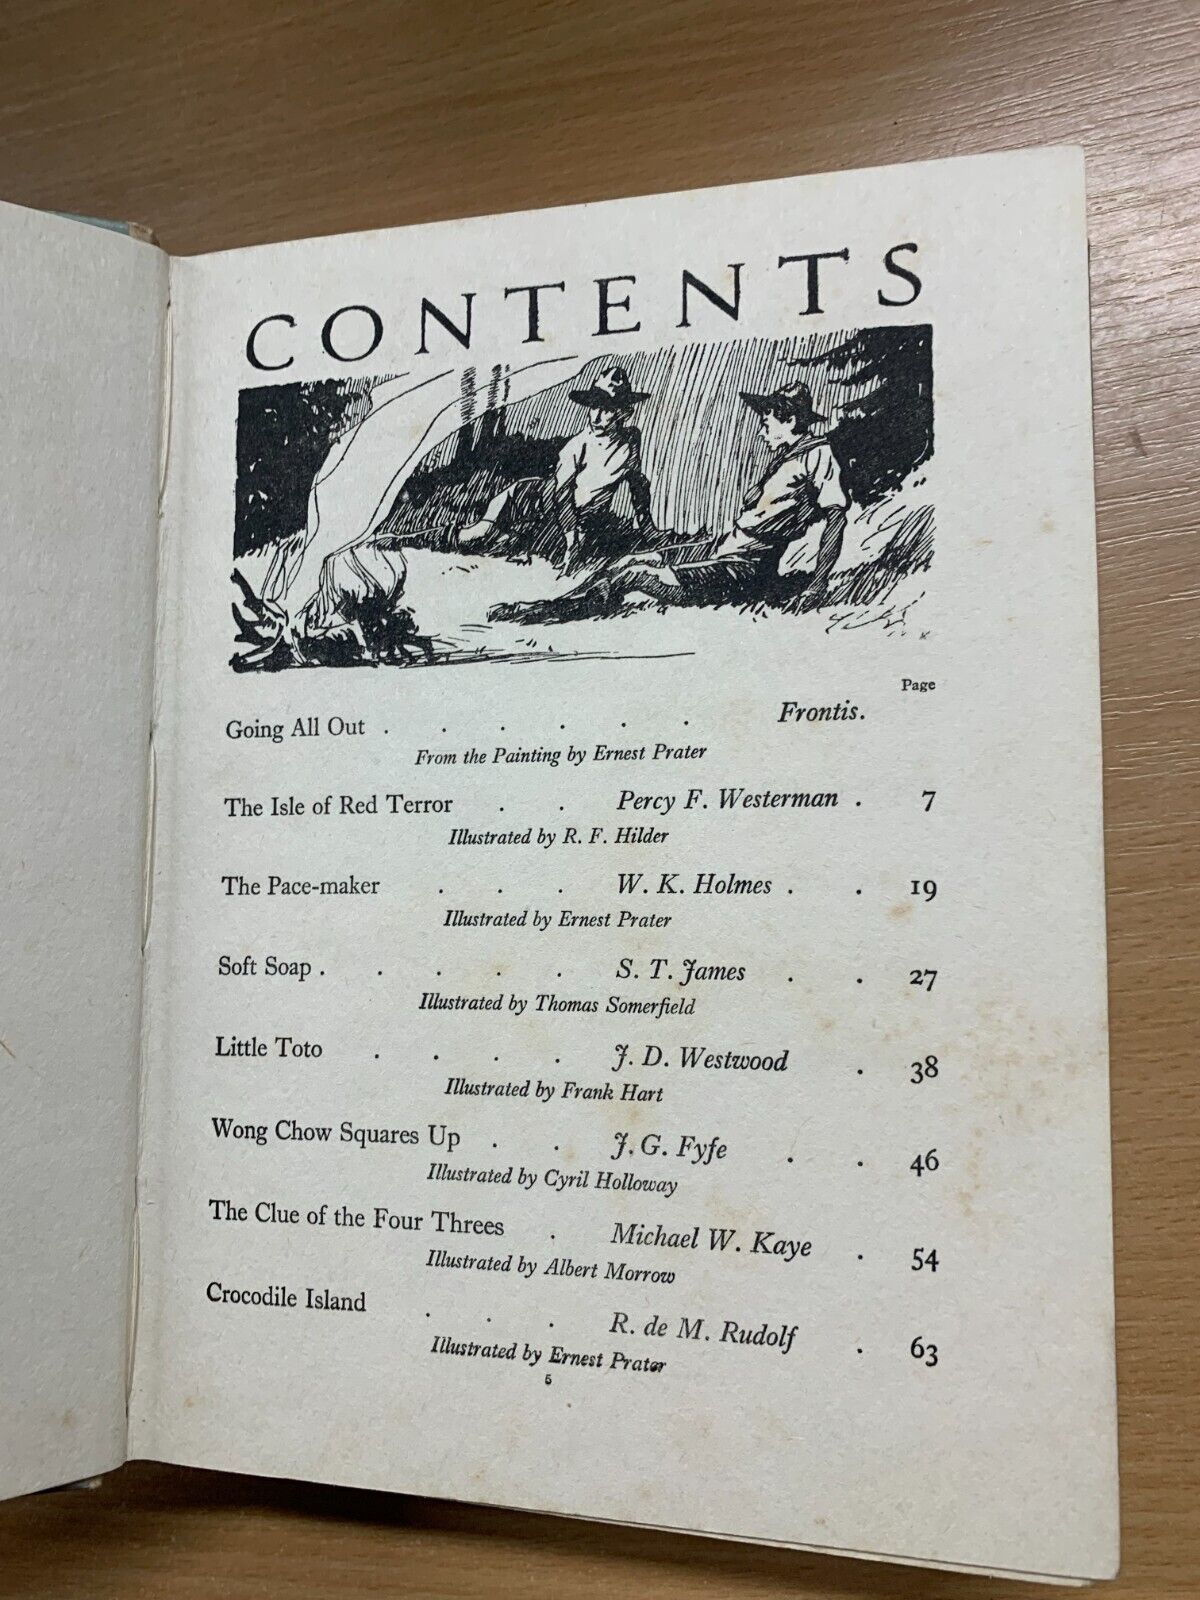 CONTENTS
Page
Going All Out . . . . . . Frontis.
From the Painting by Ernest Prater
The Isle of Red Terror . . Percy F. Westerman . 7
Illustrated by R. F. Hilder
The Pace-maker . . . W. K. Holmes . . 19
Illustrated by Ernest Prater
Soft Soap . . . . . S. T. James . . 27
Illustrated by Thomas Somerfield
Little Toto . . . . J. D. Westwood . 38
Illustrated by Frank Hart
Wong Chow Squares Up . . J. G. Fyfe . . 46
Illustrated by Cyril Holloway
The Clue of the Four Threes . Michael W. Kaye . 54
Illustrated by Albert Morrow
Crocodile Island . . . R. de M. Rudolf . 63
Illustrated by Ernest Prater
5